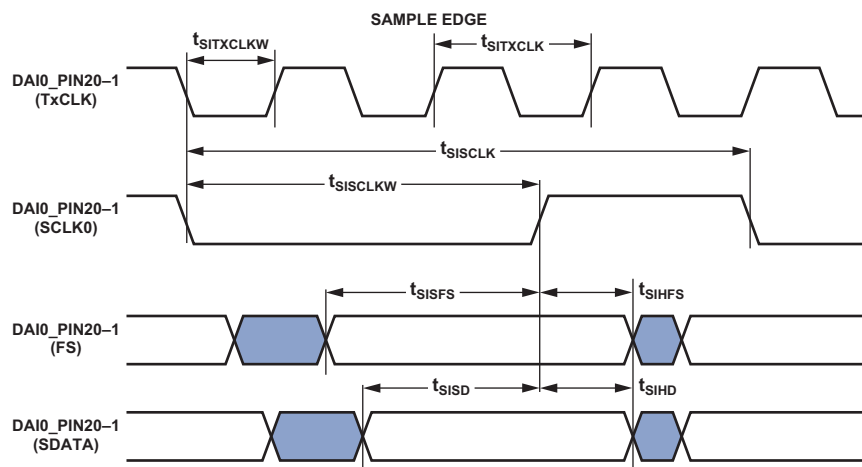 SAMPLE EDGE
tSITXCLKW
tSITXCLK
DAI0_PIN20–1
(TxCLK)
tSISCLK
tSISCLKW
DAI0_PIN20–1
(SCLK0)
tSISFS
tSIHFS
DAI0_PIN20–1
(FS)
tSISD
tSIHD
DAI0_PIN20–1
(SDATA)